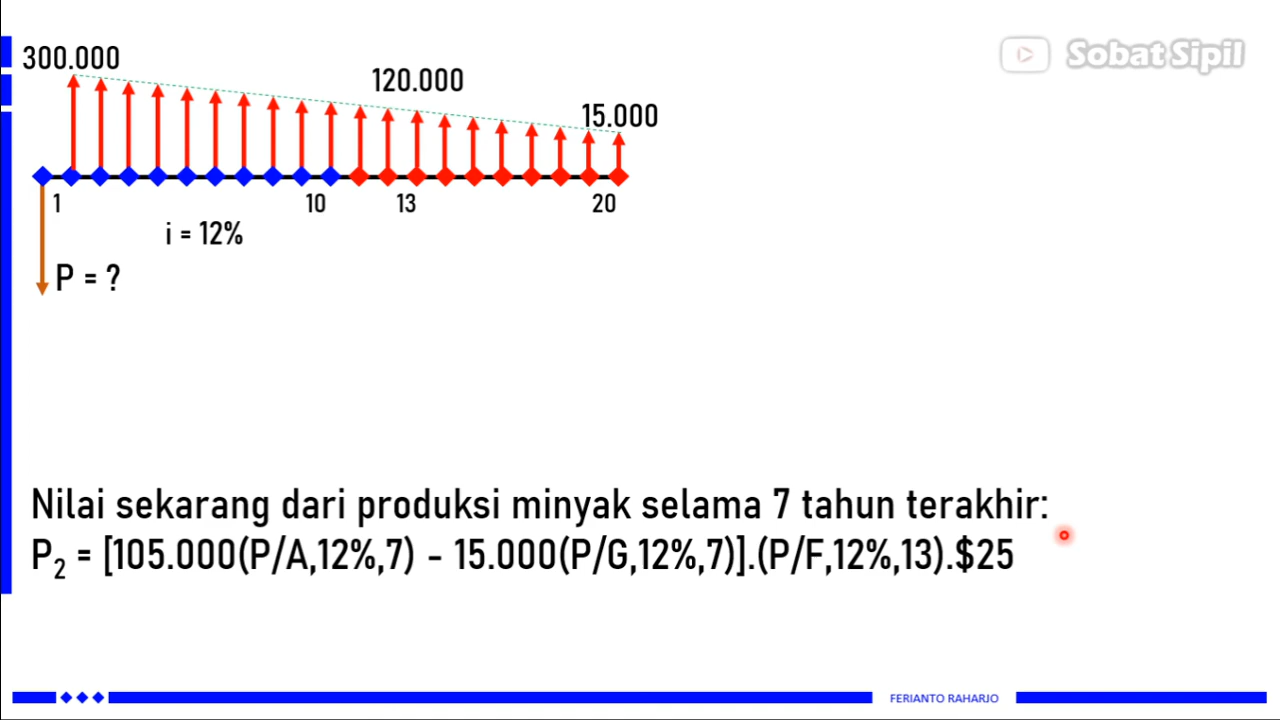 Sobat Sipil
300.000
120.000
15.000
1
10
13
20
i = 12%
P = ?
Nilai sekarang dari produksi minyak selama 7 tahun terakhir:
P₂ = [105.000(P/A,12%,7) - 15.000(P/G,12%,7)].(P/F,12%,13).$25
FERIANTO RAHARJO